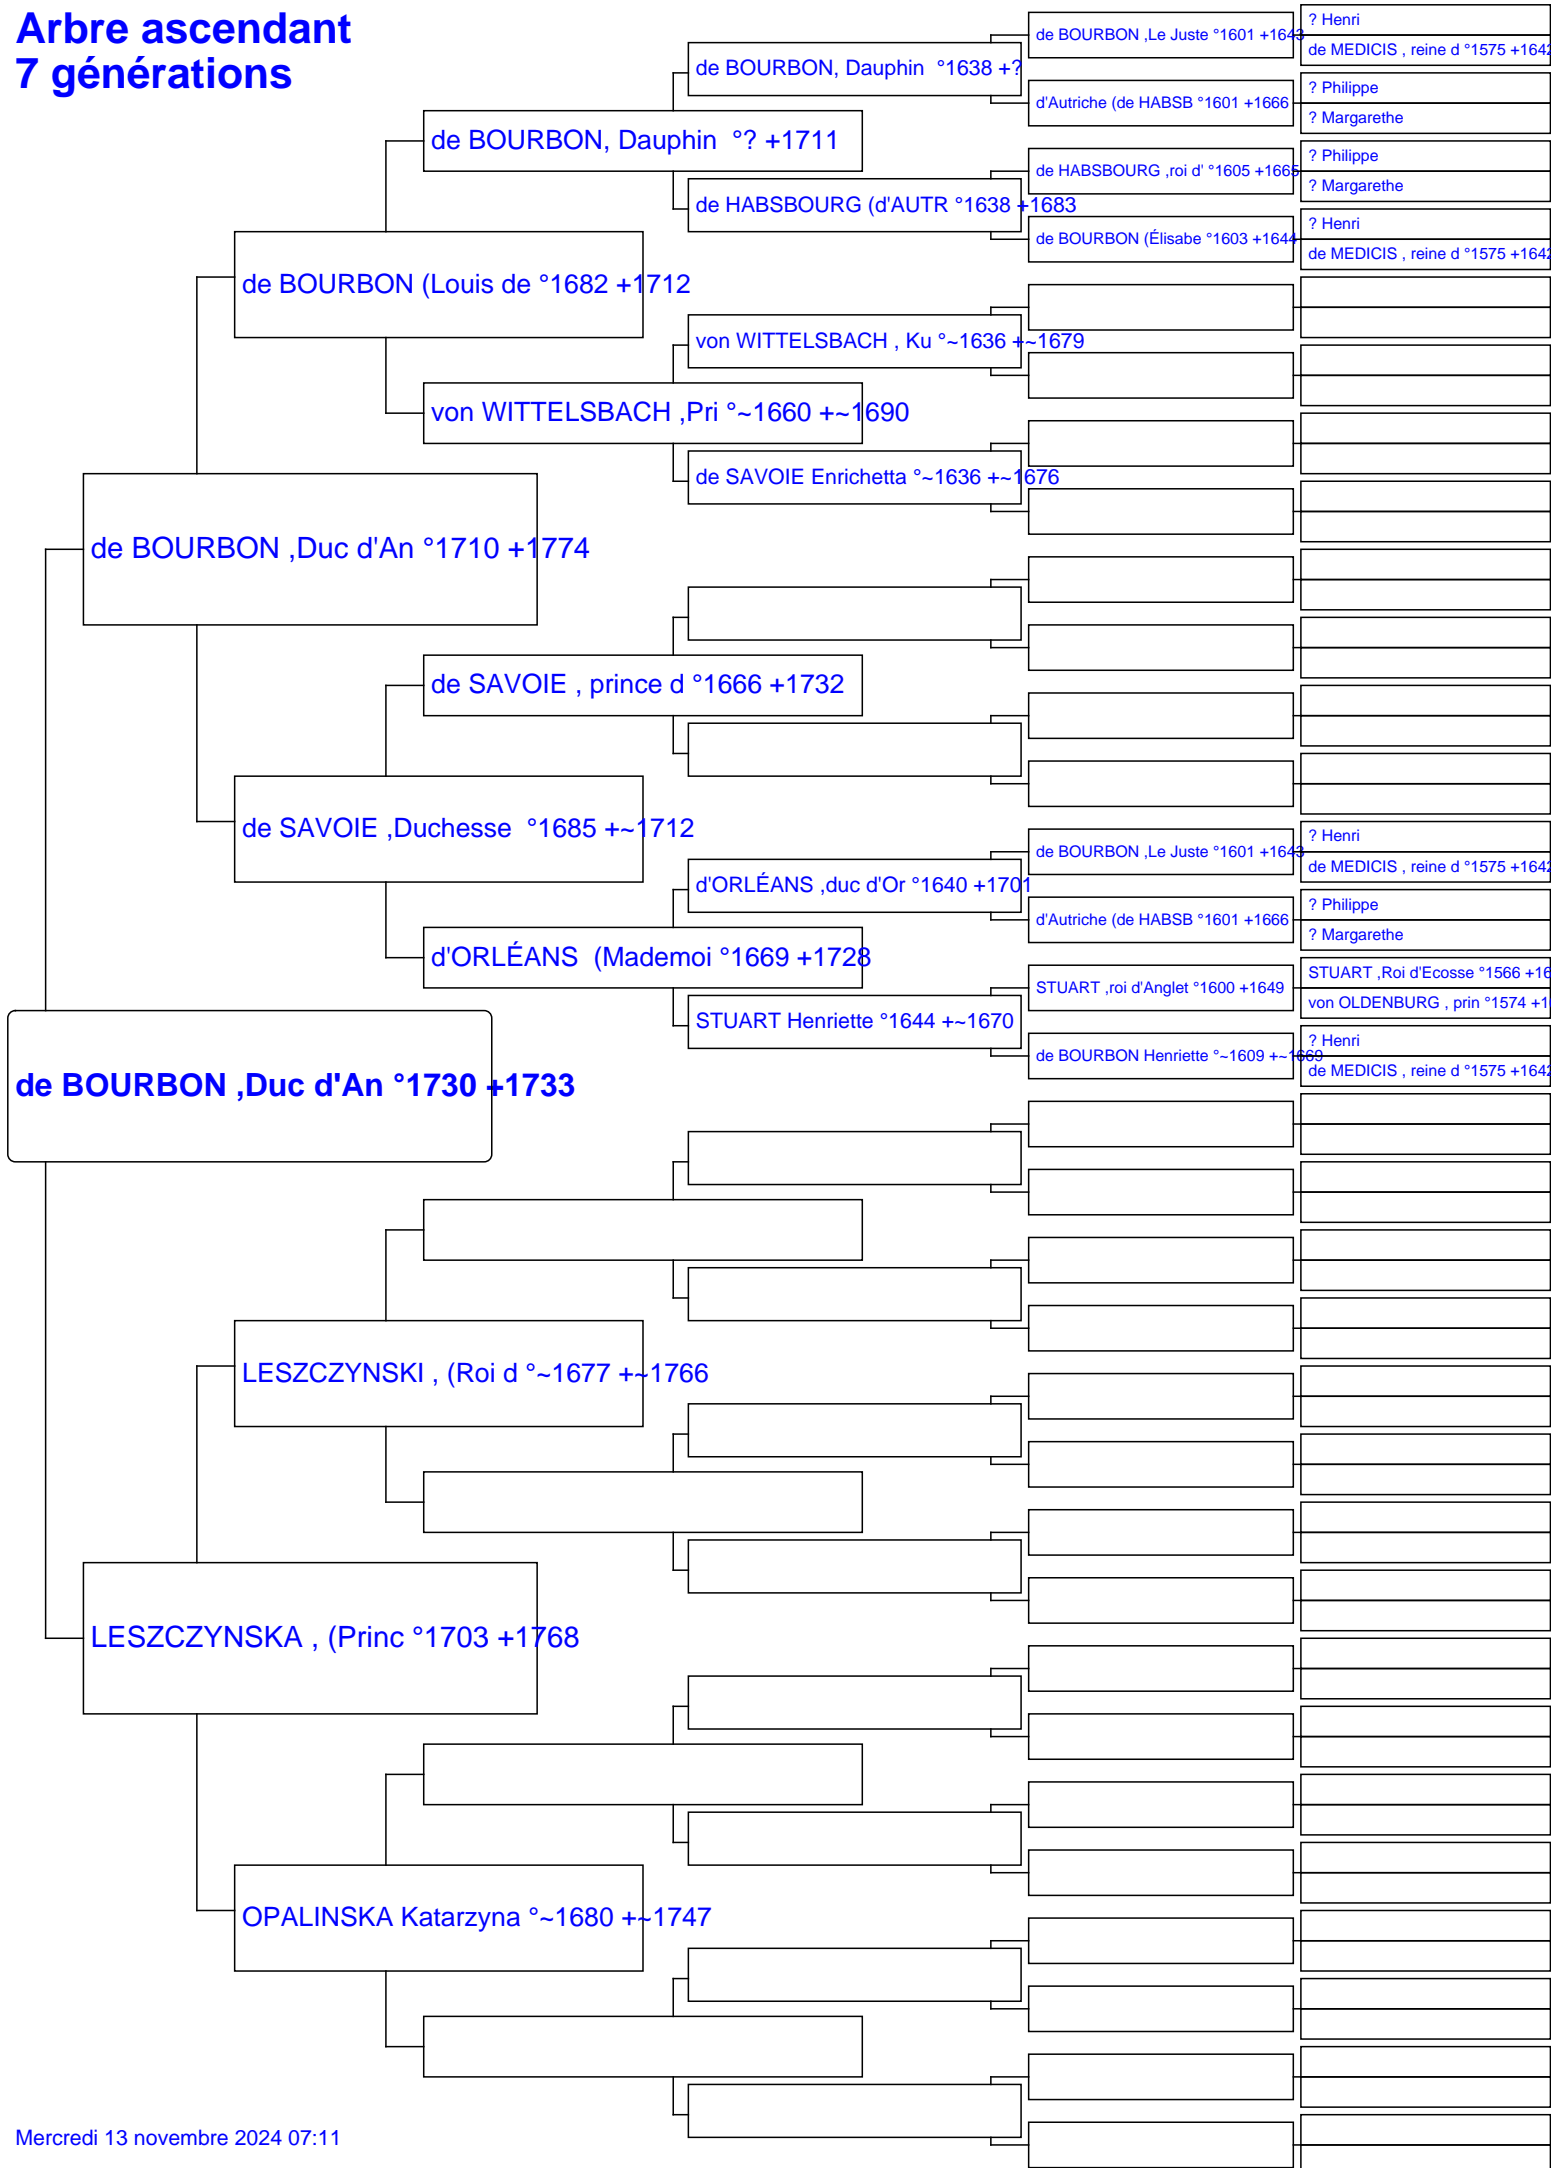 Arbre ascendant
7 générations
de BOURBON ,Le Juste °1601 +1643
? Henri
de MEDICIS , reine d °1575 +1642
de BOURBON, Dauphin  °1638 +?
d'Autriche (de HABSB °1601 +1666
? Philippe
? Margarethe
de BOURBON, Dauphin  °? +1711
de HABSBOURG ,roi d' °1605 +1665
? Philippe
? Margarethe
de HABSBOURG (d'AUTR °1638 +1683
de BOURBON (Élisabe °1603 +1644
? Henri
de MEDICIS , reine d °1575 +1642
de BOURBON (Louis de °1682 +1712
von WITTELSBACH , Ku °~1636 +~1679
von WITTELSBACH ,Pri °~1660 +~1690
de SAVOIE Enrichetta °~1636 +~1676
de BOURBON ,Duc d'An °1710 +1774
de SAVOIE , prince d °1666 +1732
de SAVOIE ,Duchesse  °1685 +~1712
de BOURBON ,Le Juste °1601 +1643
? Henri
de MEDICIS , reine d °1575 +1642
d'ORLÉANS ,duc d'Or °1640 +1701
d'Autriche (de HABSB °1601 +1666
? Philippe
? Margarethe
d'ORLÉANS  (Mademoi °1669 +1728
STUART ,roi d'Anglet °1600 +1649
STUART ,Roi d'Ecosse °1566 +16
von OLDENBURG , prin °1574 +1
STUART Henriette °1644 +~1670
de BOURBON Henriette °~1609 +~1669
? Henri
de MEDICIS , reine d °1575 +1642
de BOURBON ,Duc d'An °1730 +1733
LESZCZYNSKI , (Roi d °~1677 +~1766
LESZCZYNSKA , (Princ °1703 +1768
OPALINSKA Katarzyna °~1680 +~1747
Mercredi 13 novembre 2024 07:11